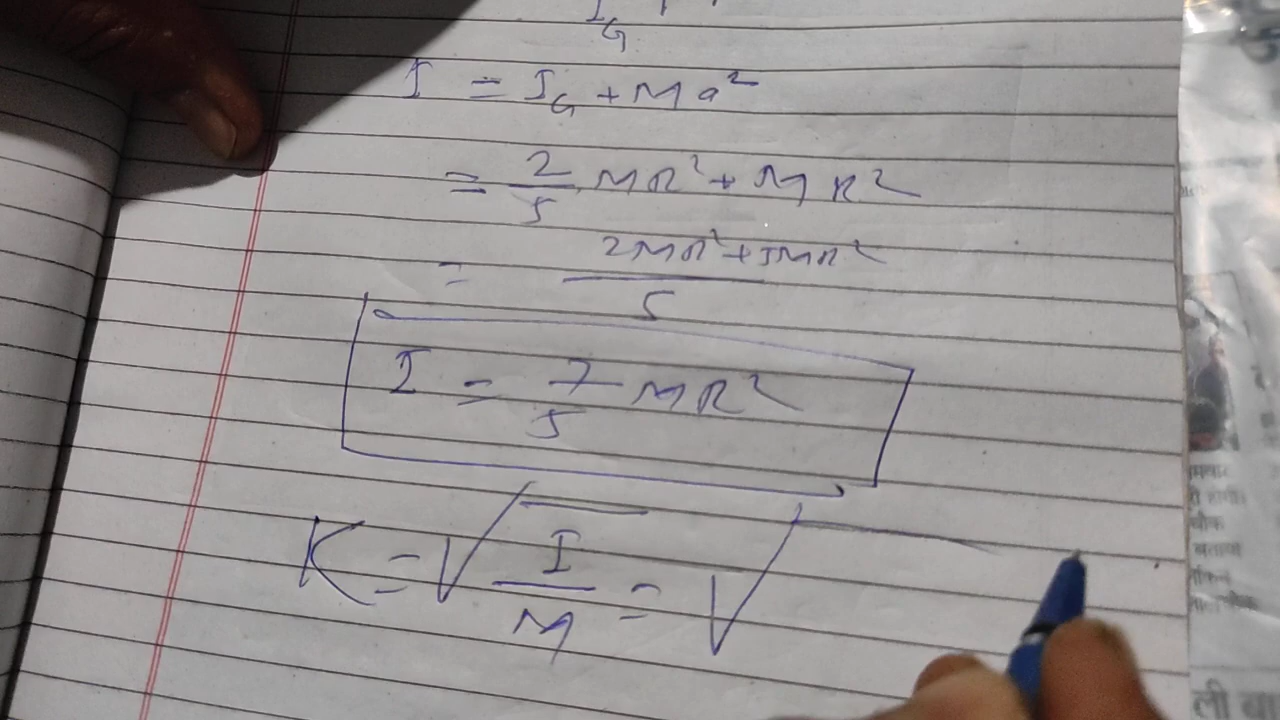 I_G +
I = I_G + Ma²
= 2/5 MR² + MR²
= 2MR² + 5MR² / 5
I = 7/5 MR²
K = √I/M = √
ली बा